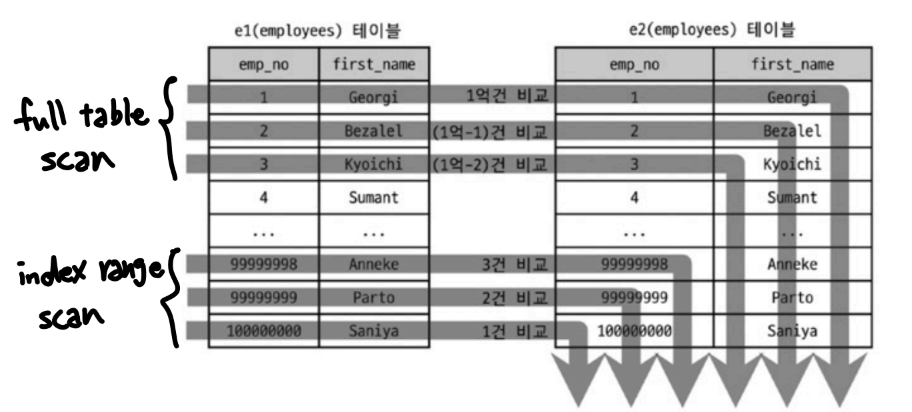 e1(employees) 테이블 e2(employees) 테이블
emp_no first_name emp_no first_name
full table scan
1 Georgi 1억건 비교 1 Georgi
2 Bezalel (1억-1)건 비교 2 Bezalel
3 Kyoichi (1억-2)건 비교 3 Kyoichi
4 Sumant 4 Sumant
... ... ... ...
index range scan
99999998 Anneke 3건 비교 99999998 Anneke
99999999 Parto 2건 비교 99999999 Parto
100000000 Saniya 1건 비교 100000000 Saniya